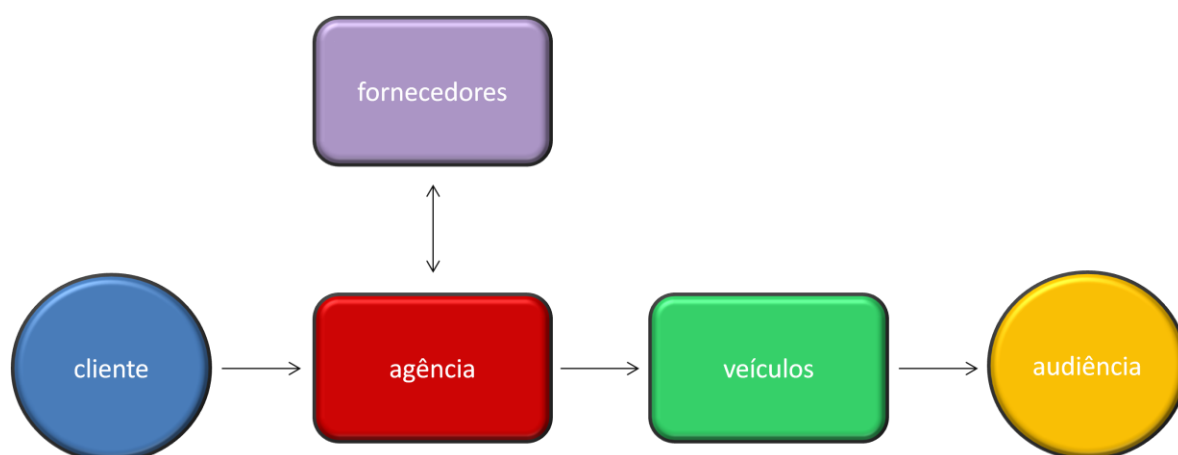 fornecedores
cliente
agência
veículos
audiência